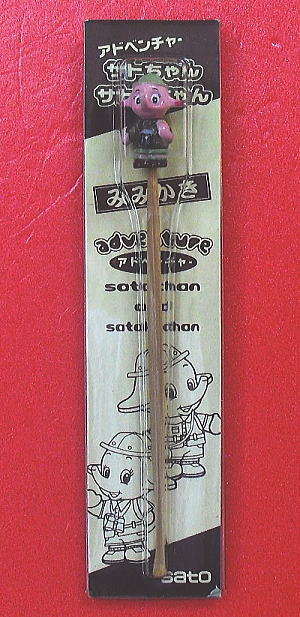 アドベンチャー
サトちゃん
サトコちゃん
みみかき
adventure
アドベンチャー
satochan
and
satokochan
sato